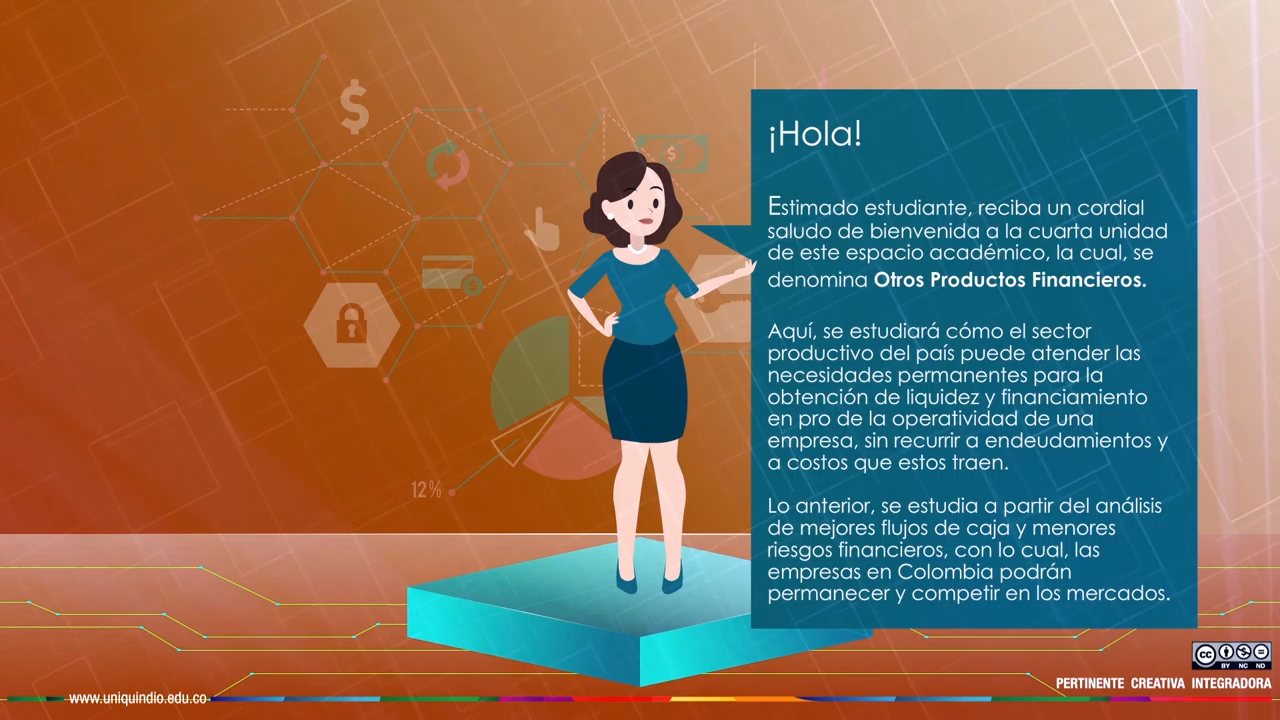 ¡Hola!
Estimado estudiante, reciba un cordial
saludo de bienvenida a la cuarta unidad
de este espacio académico, la cual, se
denomina Otros Productos Financieros.
Aquí, se estudiará cómo el sector
productivo del país puede atender las
necesidades permanentes para la
obtención de liquidez y financiamiento
en pro de la operatividad de una
empresa, sin recurrir a endeudamientos y
a costos que estos traen.
Lo anterior, se estudia a partir del análisis
de mejores flujos de caja y menores
riesgos financieros, con lo cual, las
empresas en Colombia podrán
permanecer y competir en los mercados.
$
$
$
12%
cc
BY NC ND
PERTINENTE CREATIVA INTEGRADORA
www.uniquindio.edu.co